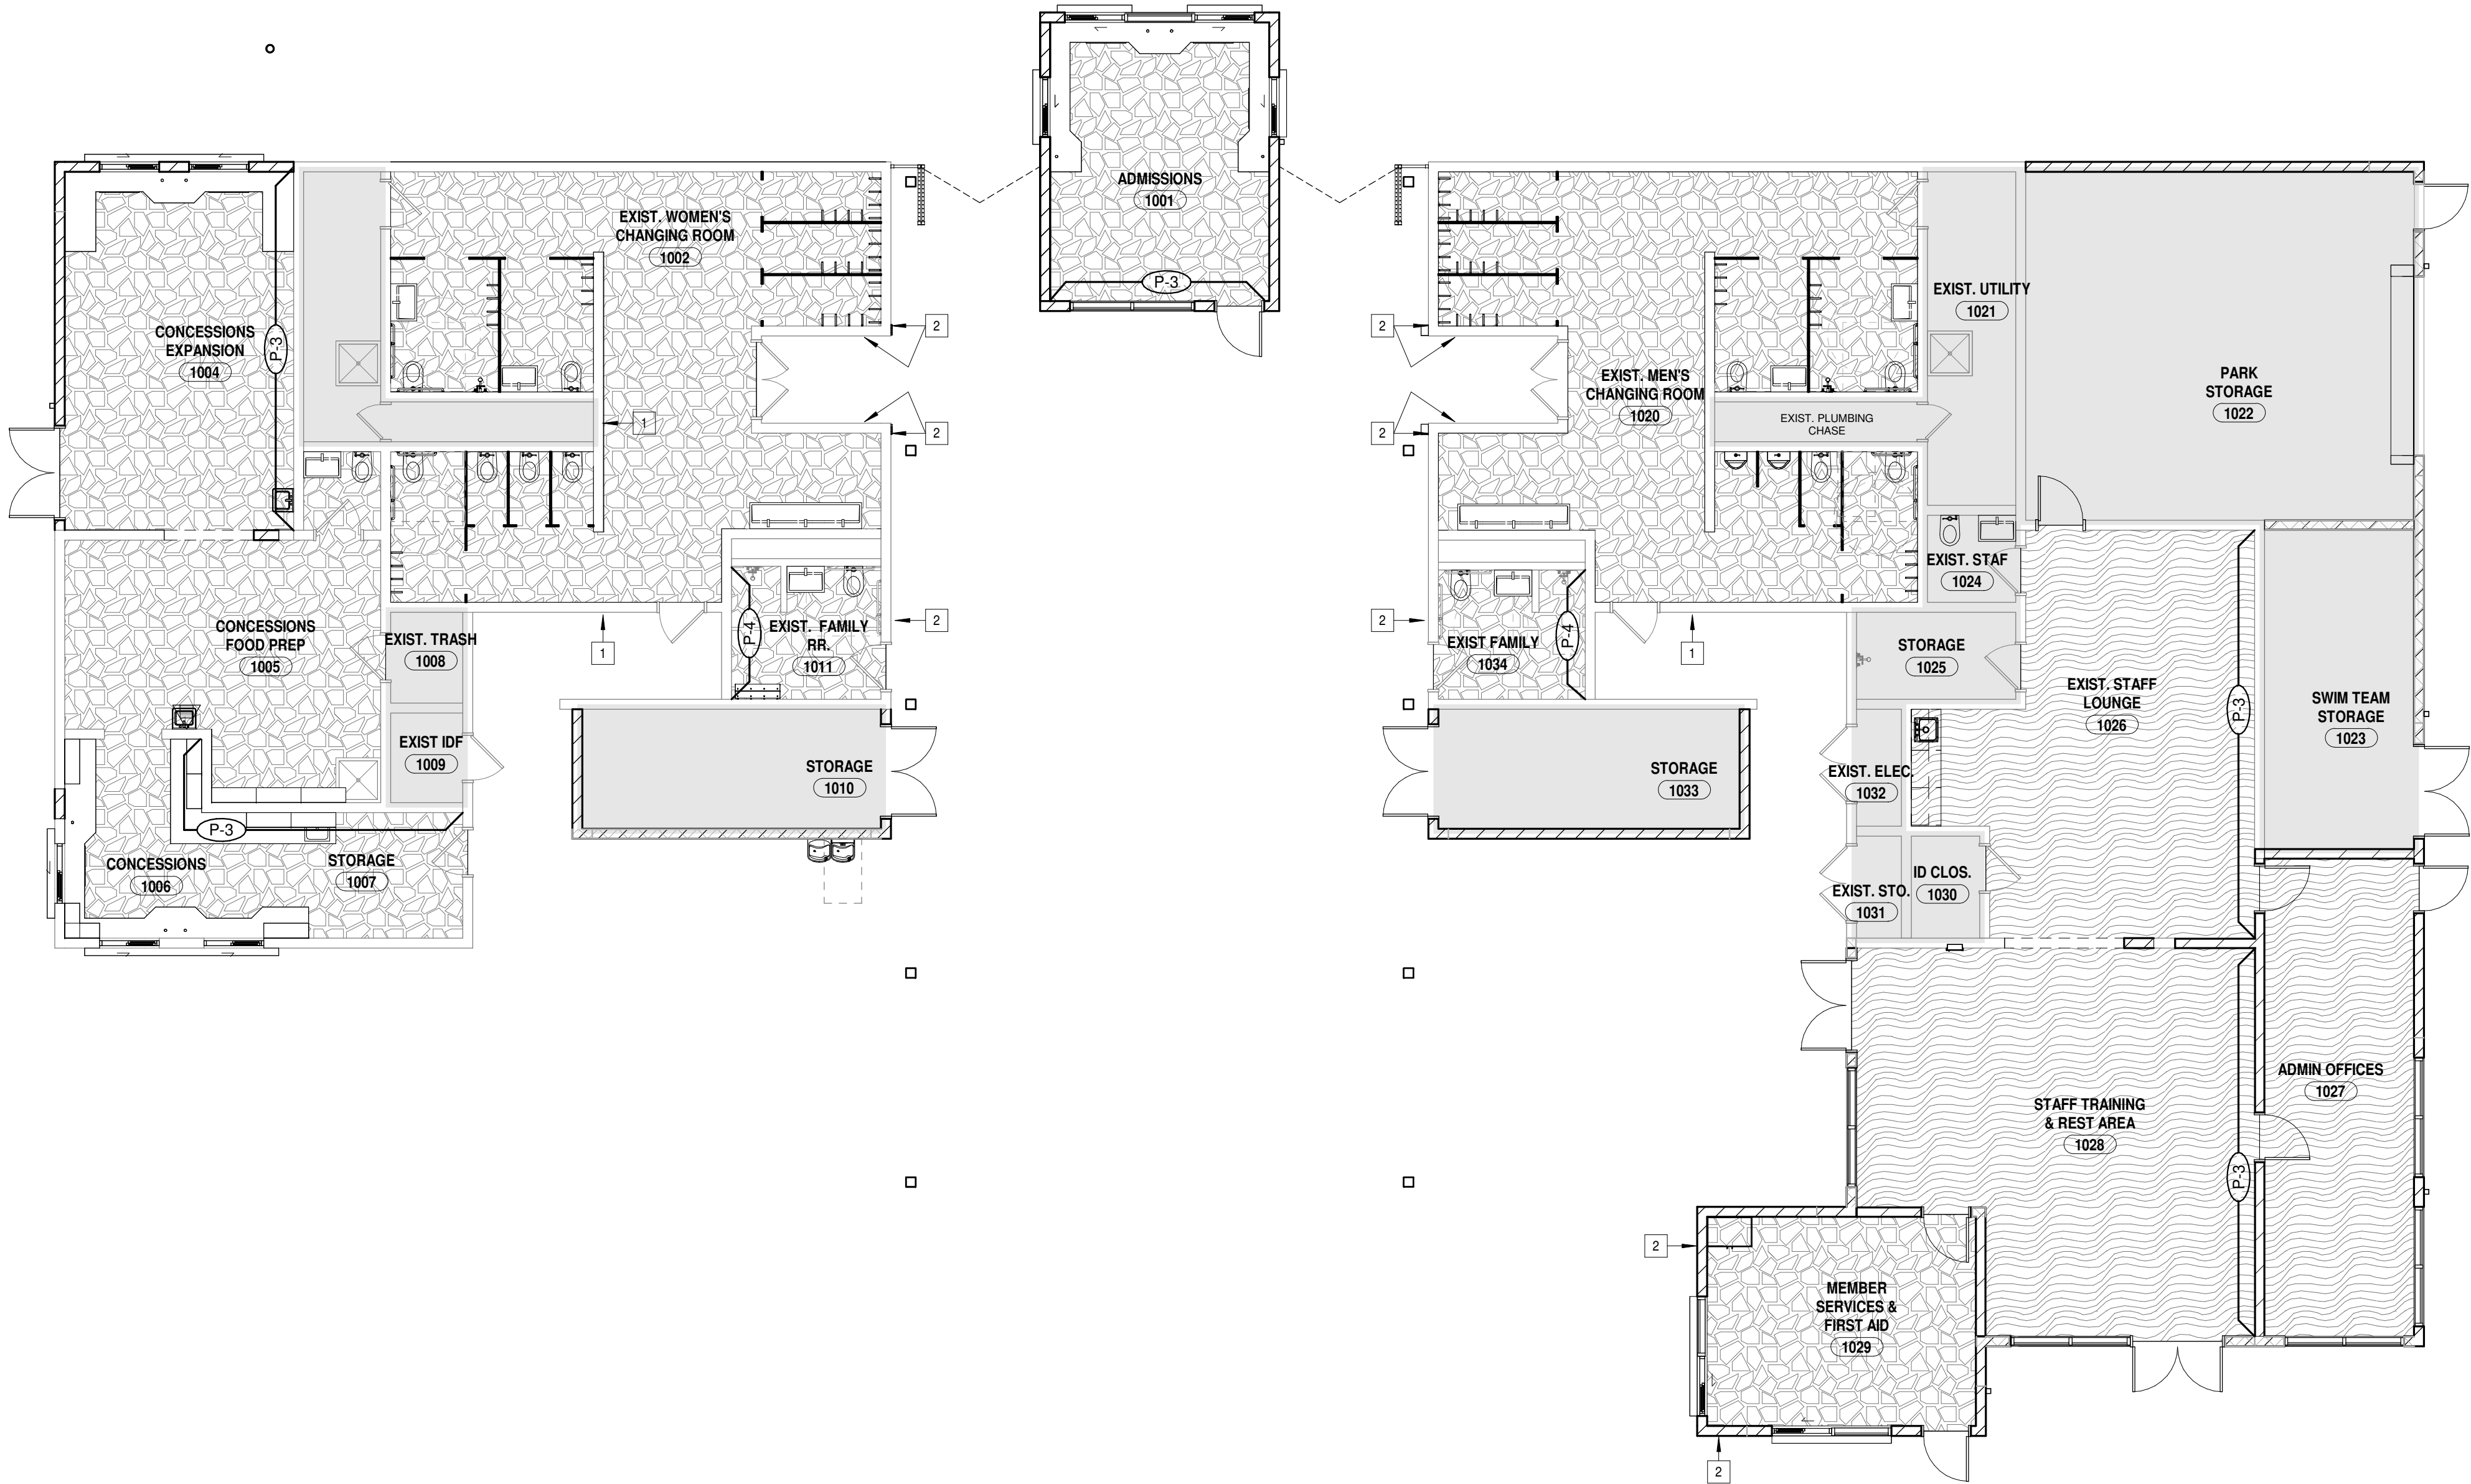 ADMISSIONS
1001
P-3
EXIST. WOMEN'S
CHANGING ROOM
1002
CONCESSIONS
EXPANSION
1004
P-3
1
2
2
2
1
CONCESSIONS
FOOD PREP
1005
EXIST. TRASH
1008
EXIST IDF
1009
P-4
EXIST. FAMILY
RR.
1011
STORAGE
1010
P-3
CONCESSIONS
1006
STORAGE
1007
2
2
2
EXIST. MEN'S
CHANGING ROOM
1020
EXIST. PLUMBING
CHASE
EXIST. UTILITY
1021
PARK
STORAGE
1022
EXIST. STAF
1024
EXIST FAMILY
1034
P-4
1
STORAGE
1025
EXIST. STAFF
LOUNGE
1026
P-3
SWIM TEAM
STORAGE
1023
STORAGE
1033
EXIST. ELEC.
1032
ID CLOS.
1030
EXIST. STO.
1031
ADMIN OFFICES
1027
STAFF TRAINING
& REST AREA
1028
P-3
2
MEMBER
SERVICES &
FIRST AID
1029
2